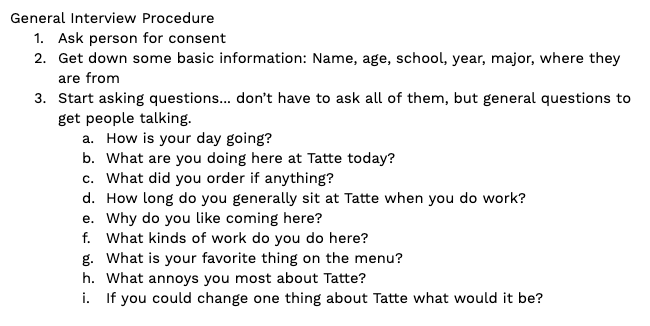 General Interview Procedure
1. Ask person for consent
2. Get down some basic information: Name, age, school, year, major, where they
are from
3. Start asking questions... don't have to ask all of them, but general questions to
get people talking.
a. How is your day going?
b. What are you doing here at Tatte today?
c. What did you order if anything?
d. How long do you generally sit at Tatte when you do work?
e. Why do you like coming here?
f. What kinds of work do you do here?
g. What is your favorite thing on the menu?
h. What annoys you most about Tatte?
i. If you could change one thing about Tatte what would it be?